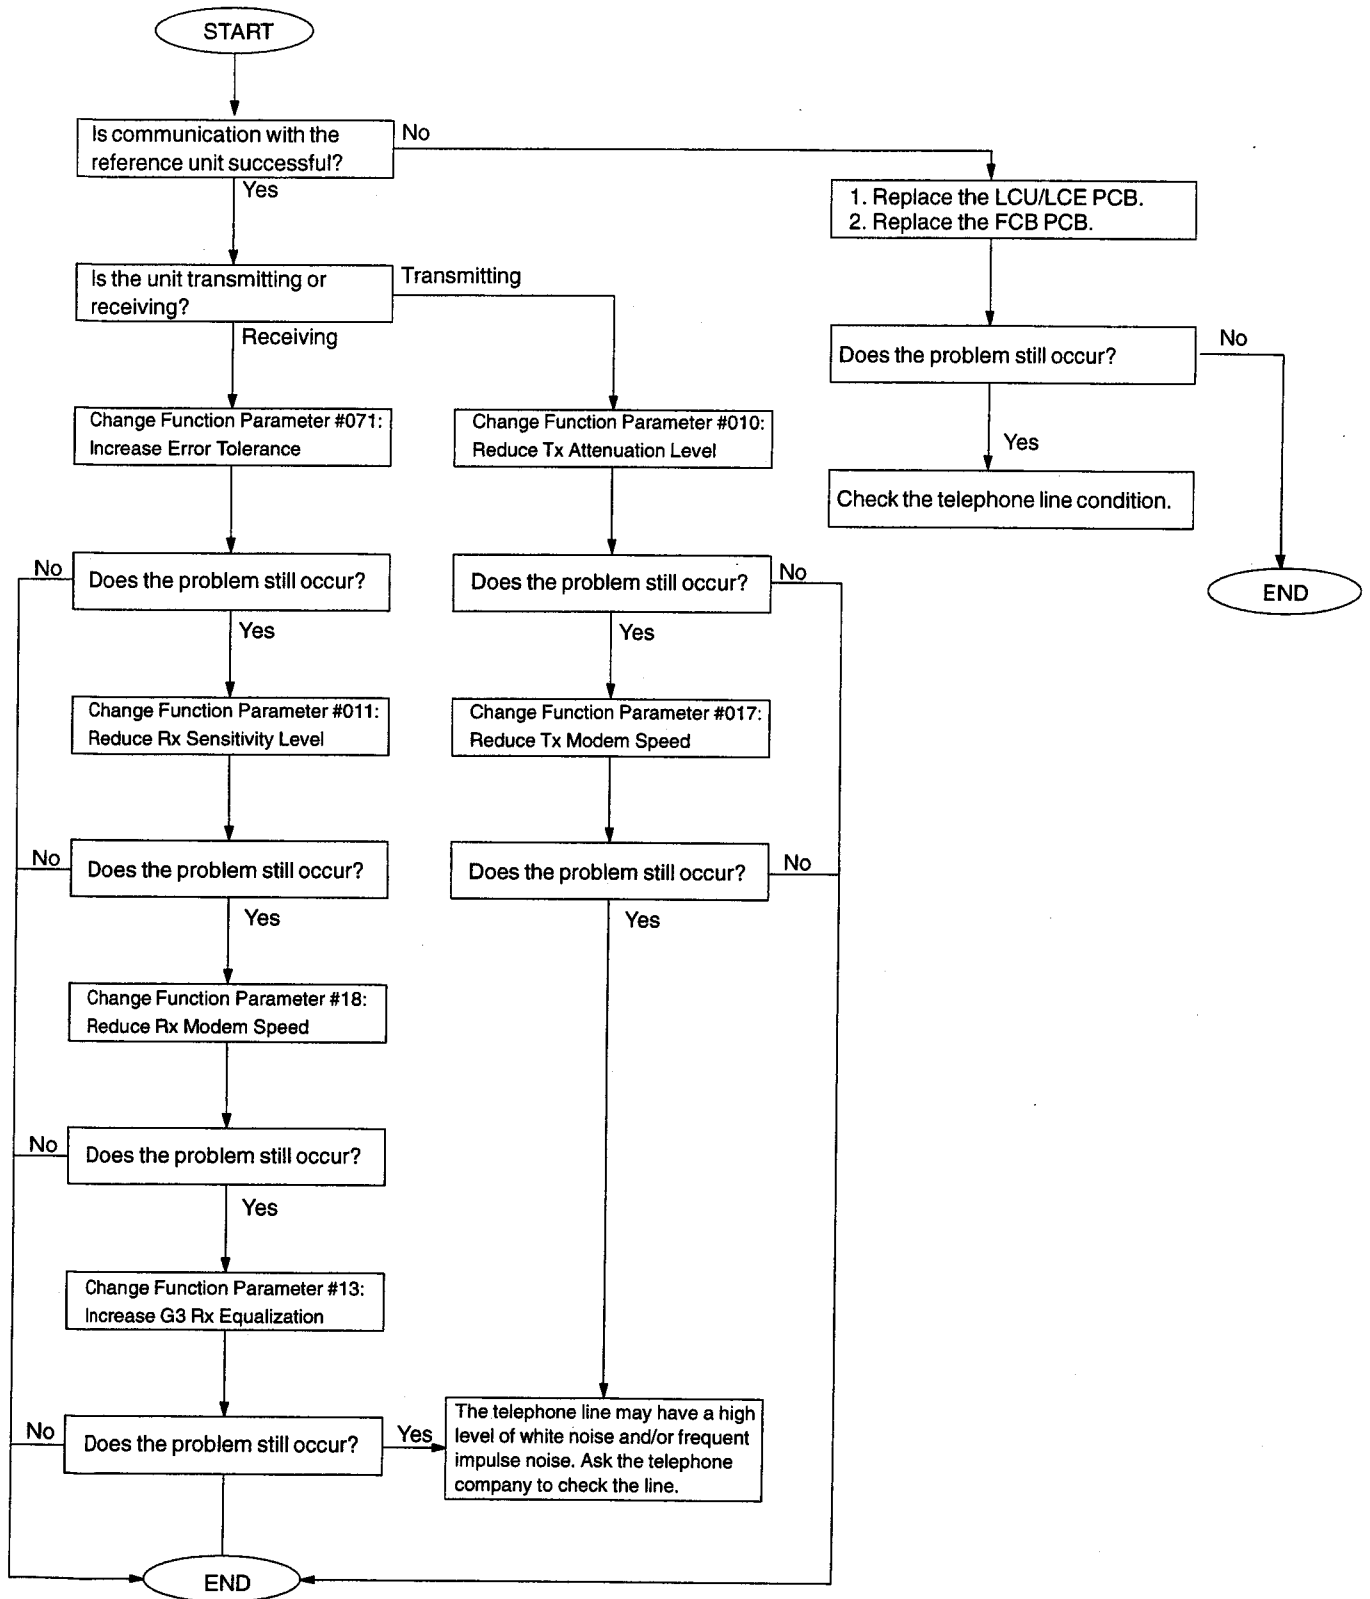 START
Is communication with the
reference unit successful?
No
Yes
1. Replace the LCU/LCE PCB.
2. Replace the FCB PCB.
Is the unit transmitting or
receiving?
Transmitting
Receiving
Does the problem still occur?
No
Yes
Check the telephone line condition.
END
Change Function Parameter #071:
Increase Error Tolerance
Change Function Parameter #010:
Reduce Tx Attenuation Level
No
Does the problem still occur?
Yes
Does the problem still occur?
No
Yes
Change Function Parameter #011:
Reduce Rx Sensitivity Level
Change Function Parameter #017:
Reduce Tx Modem Speed
No
Does the problem still occur?
Yes
Does the problem still occur?
No
Yes
Change Function Parameter #18:
Reduce Rx Modem Speed
No
Does the problem still occur?
Yes
Change Function Parameter #13:
Increase G3 Rx Equalization
No
Does the problem still occur?
Yes
The telephone line may have a high
level of white noise and/or frequent
impulse noise. Ask the telephone
company to check the line.
END